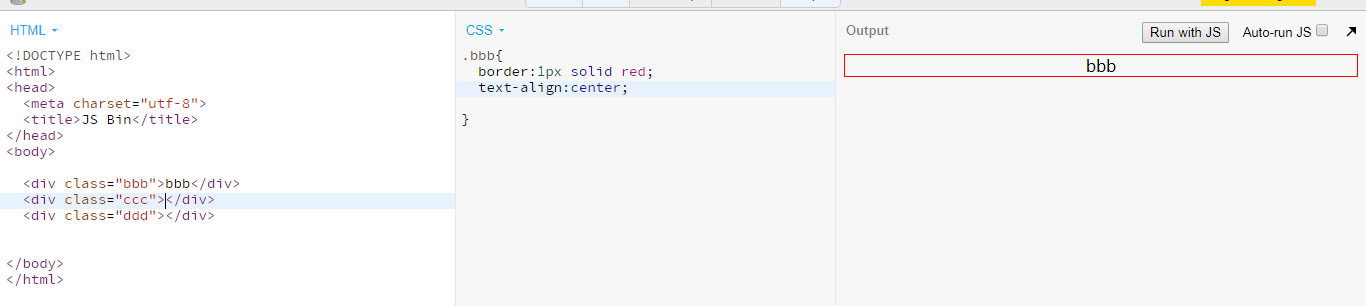 HTML
<!DOCTYPE html>
<html>
<head>
<meta charset="utf-8">
<title>JS Bin</title>
</head>
<body>
<div class="bbb">bbb</div>
<div class="ccc"></div>
<div class="ddd"></div>
</body>
</html>
CSS
.bbb{
border:1px solid red;
text-align:center;
}
Output
Run with JS
Auto-run JS
bbb